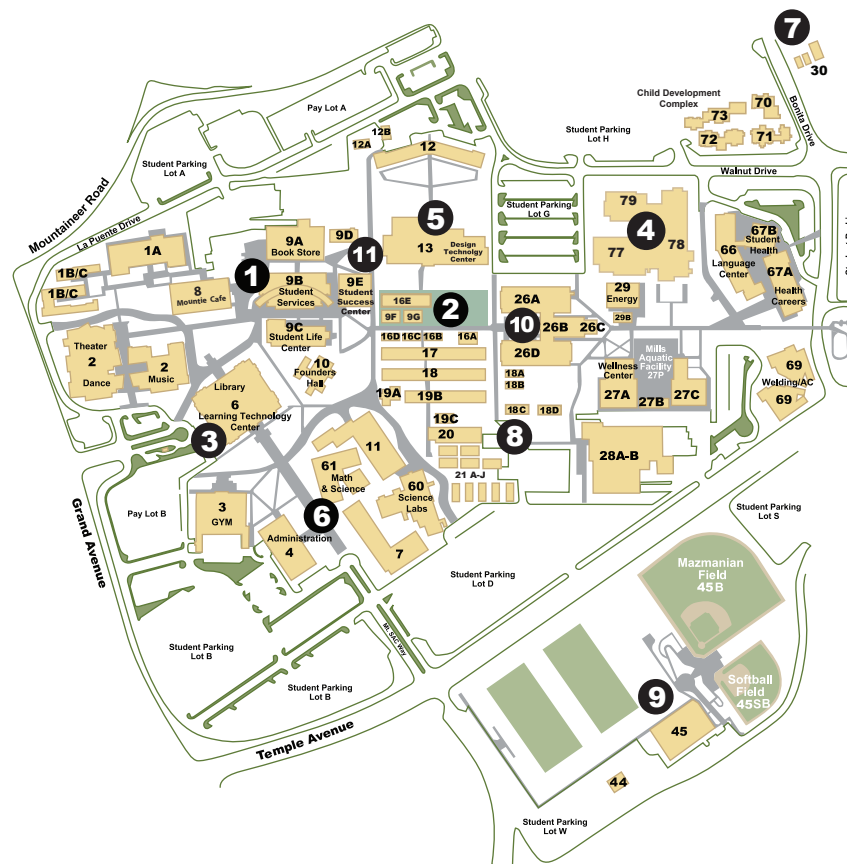 7
30
Child Development
Complex
70
73
72
71
Bonita Drive
Walnut Drive
Pay Lot A
12B
12A
12
Student Parking
Lot H
Student Parking
Lot A
Mountaineer Road
La Puente Drive
Student Parking
Lot G
79
4
78
77
5
13
Design
Technolgy
Center
9A
Book Store
9D
11
1A
1B/C
1B/C
8
Mountie Cafe
1
9B
Student
Services
9E
Student
Success
Center
66
Language
Center
67B
Student
Health
67A
Health
Careers
16E
9F
9G
2
26A
10
26B
26C
26D
29
Energy
29B
9C
Student Life
Center
16D
16C
16B
16A
17
18
19A
19B
19C
20
21 A-J
18A
18B
18C
18D
8
Theater
2
Dance
2
Music
10
Founders
Hall
Library
6
Learning Technology
Center
3
Mills
Aquatic
Facility
27P
Wellness
Center
27A
27B
27C
69
Welding/AC
69
28A-B
11
61
Math
& Science
60
Science
Labs
6
7
Administration
4
3
GYM
Pay Lot B
Grand Avenue
Student Parking
Lot S
Student Parking
Lot D
Mt. SAC Way
Student Parking
Lot B
Student Parking
Lot B
Temple Avenue
Mazmanian
Field
45B
Softball
Field
45SB
9
45
44
Student Parking
Lot W